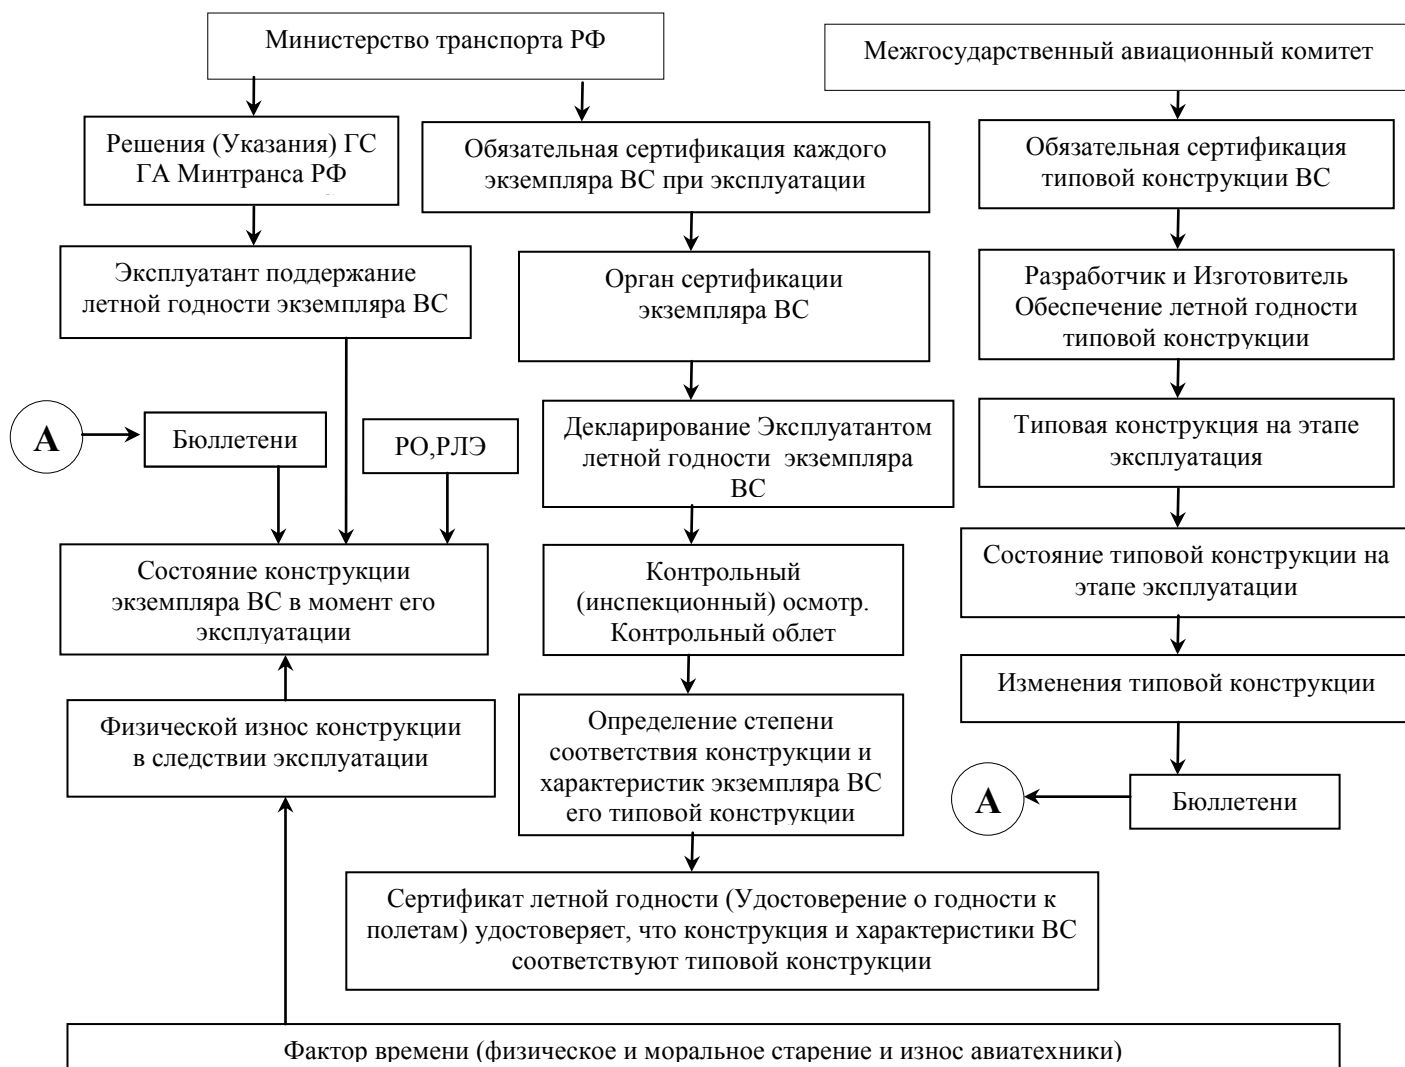 Министерство транспорта РФ
Межгосударственный авиационный комитет
Решения (Указания) ГС
ГА Минтранса РФ
Обязательная сертификация каждого
экземпляра ВС при эксплуатации
Обязательная сертификация
типовой конструкции ВС
Эксплуатант поддержание
летной годности экземпляра ВС
Орган сертификации
экземпляра ВС
Разработчик и Изготовитель
Обеспечение летной годности
типовой конструкции
А
Бюллетени
РО,РЛЭ
Декларирование Эксплуатантом
летной годности экземпляра
ВС
Типовая конструкция на этапе
эксплуатация
Состояние конструкции
экземпляра ВС в момент его
эксплуатации
Контрольный
(инспекционный) осмотр.
Контрольный облет
Состояние типовой конструкции на
этапе эксплуатации
Физической износ конструкции
в следствии эксплуатации
Определение степени
соответствия конструкции и
характеристик экземпляра ВС
его типовой конструкции
Изменения типовой конструкции
А
Бюллетени
Сертификат летной годности (Удостоверение о годности к
полетам) удостоверяет, что конструкция и характеристики ВС
соответствуют типовой конструкции
Фактор времени (физическое и моральное старение и износ авиатехники)